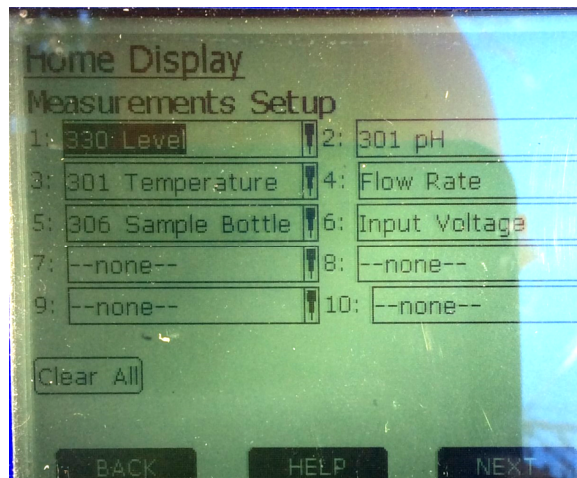 Home Display
Measurements Setup
1: 330 Level 2: 301 pH
3: 301 Temperature 4: Flow Rate
5: 306 Sample Bottle 6: Input Voltage
7: --none-- 8: --none--
9: --none-- 10: --none--
Clear All
BACK HELP NEXT